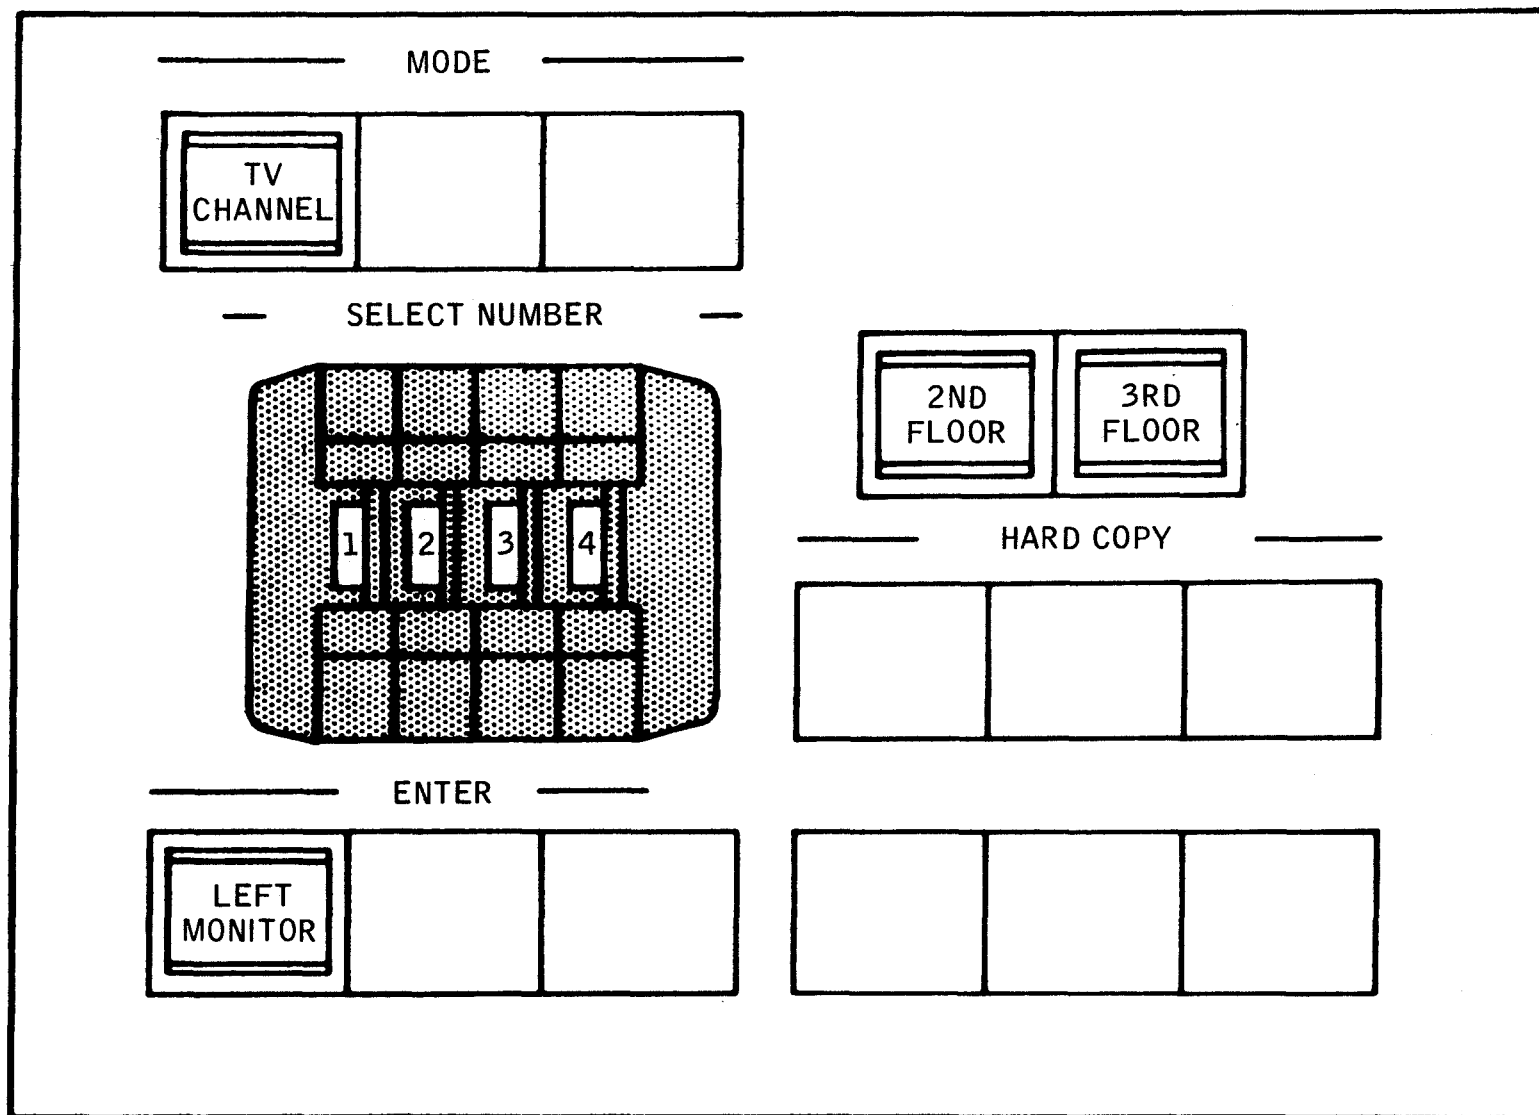 MODE
TV
CHANNEL
SELECT NUMBER
1 2 3 4
2ND
FLOOR
3RD
FLOOR
HARD COPY
ENTER
LEFT
MONITOR